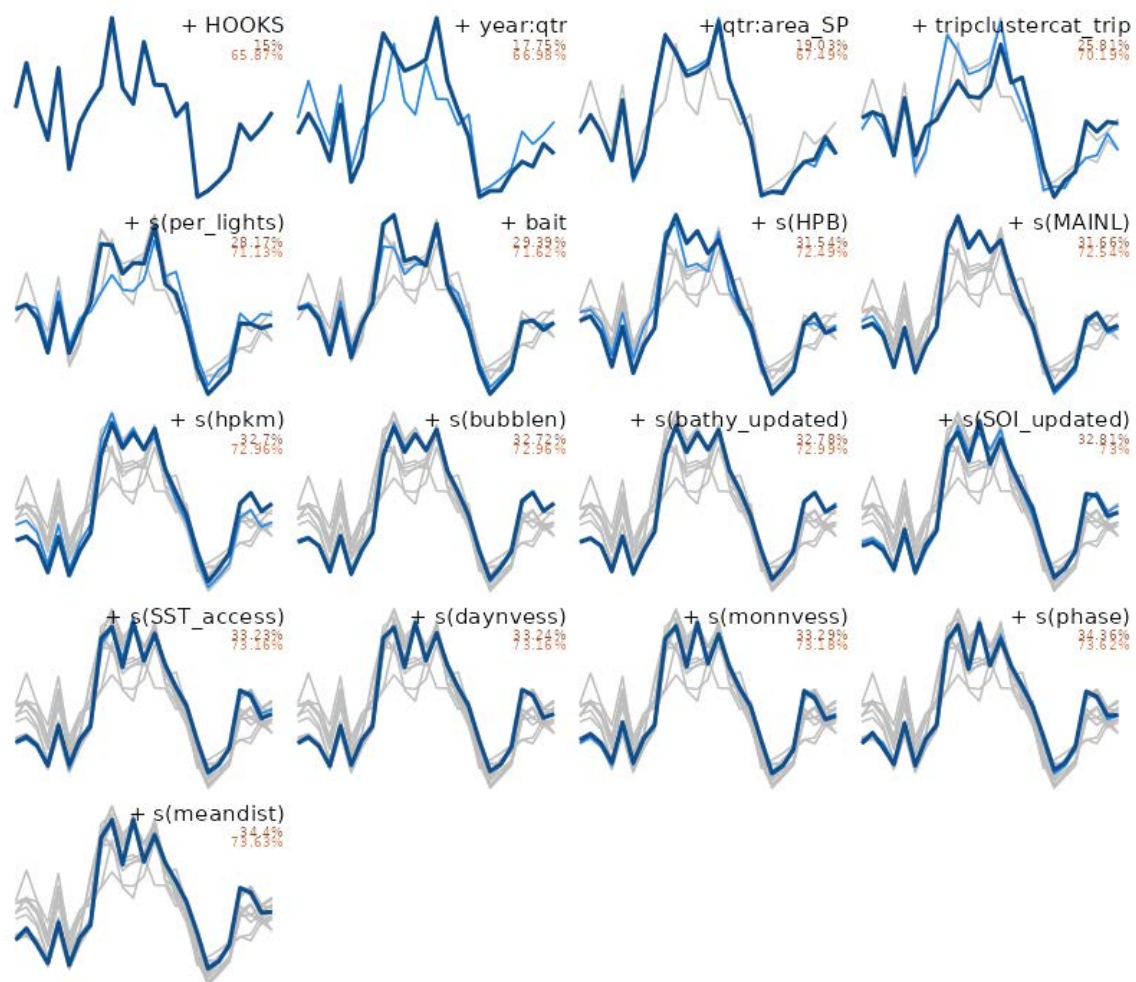 + HOOKS
15%
65.87%
+ year:qtr
17.75%
66.98%
+ qtr:area_SP
19.03%
67.49%
+ tripclustercat_trip
25.81%
70.19%
+ s(per_lights)
28.17%
71.13%
+ bait
29.39%
71.62%
+ s(HPB)
31.54%
72.49%
+ s(MAINL)
31.66%
72.54%
+ s(hpkm)
32.7%
72.96%
+ s(bubblen)
32.72%
72.96%
+ s(bathy_updated)
32.78%
72.99%
+ s(SOI_updated)
32.81%
73%
+ s(SST_access)
33.23%
73.16%
+ s(daynvess)
33.24%
73.16%
+ s(monnvess)
33.29%
73.18%
+ s(phase)
34.36%
73.62%
+ s(meandist)
34.4%
73.63%